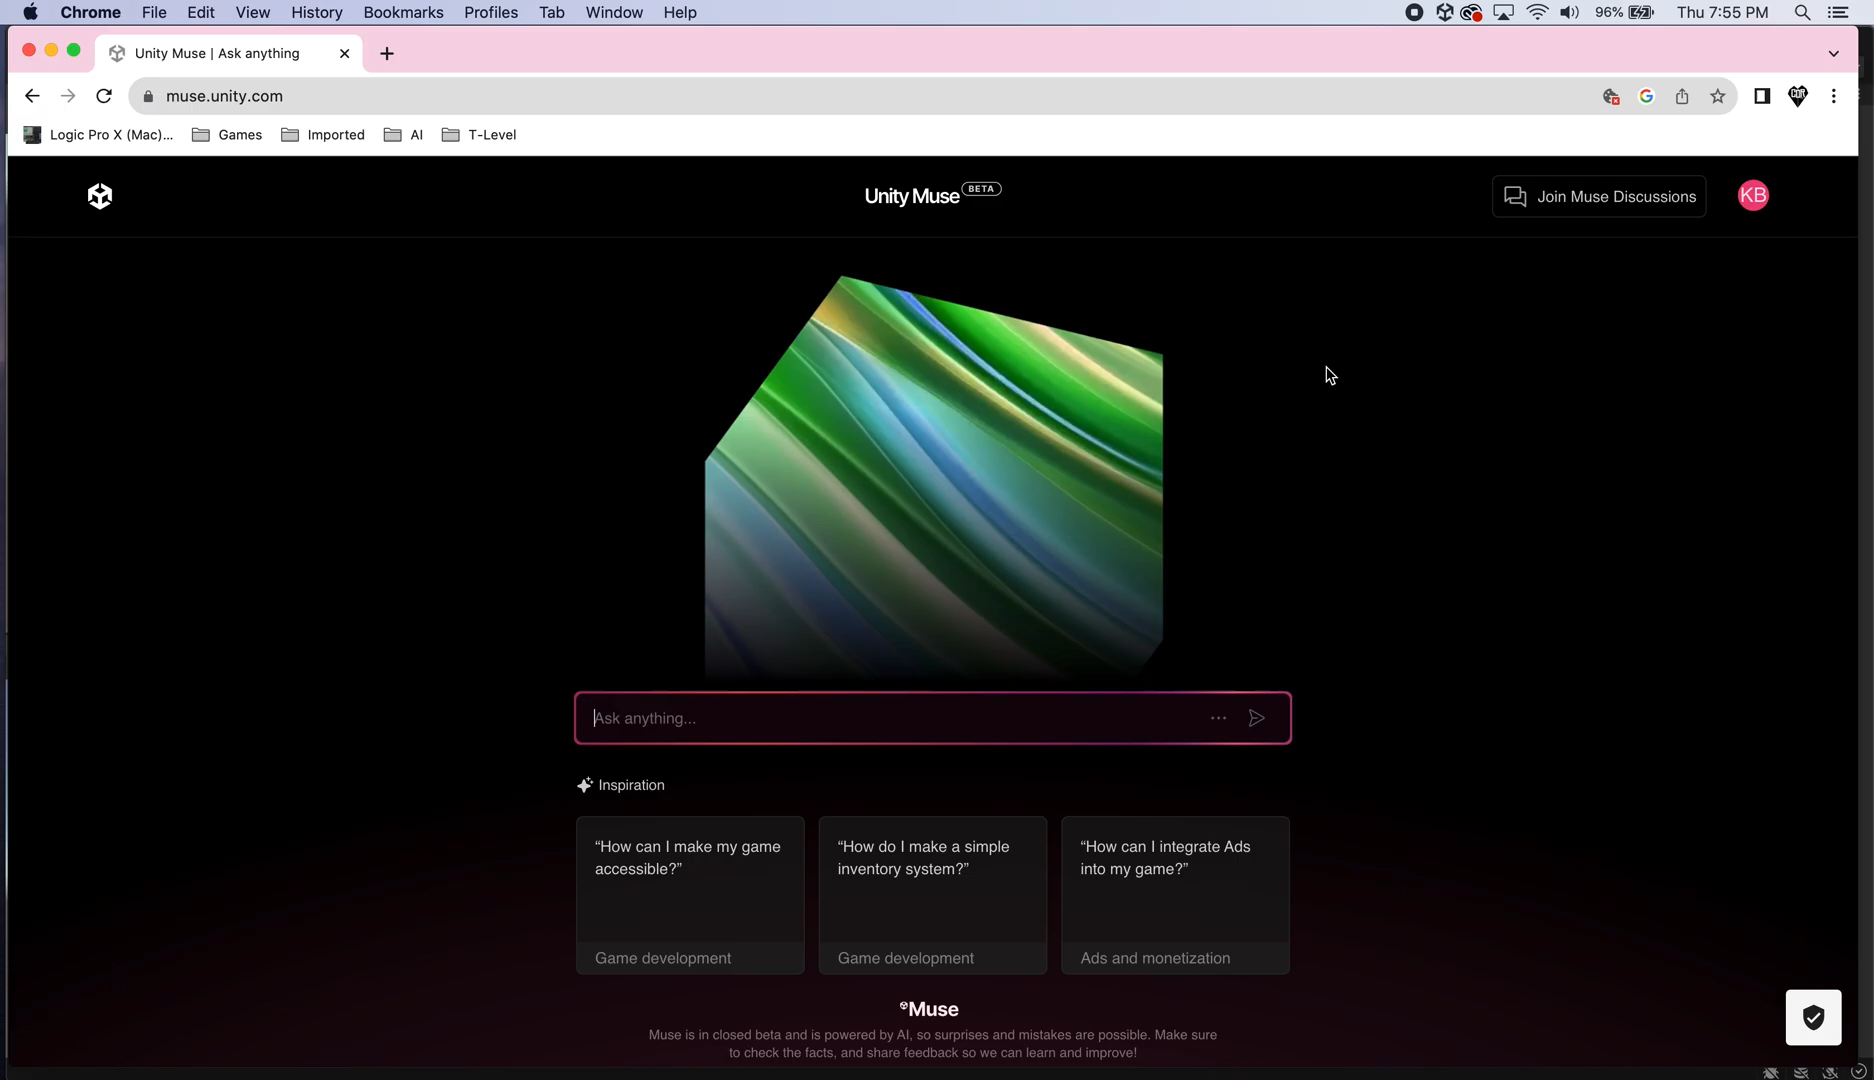 Chrome File Edit View History Bookmarks Profiles Tab Window Help 96% Thu 7:55 PM
Unity Muse | Ask anything
muse.unity.com
Logic Pro X (Mac)... Games Imported AI T-Level
Unity Muse BETA
Join Muse Discussions
KB
Ask anything...
Inspiration
“How can I make my game
accessible?”
Game development
“How do I make a simple
inventory system?”
Game development
“How can I integrate Ads
into my game?”
Ads and monetization
Muse
Muse is in closed beta and is powered by AI, so surprises and mistakes are possible. Make sure
to check the facts, and share feedback so we can learn and improve!